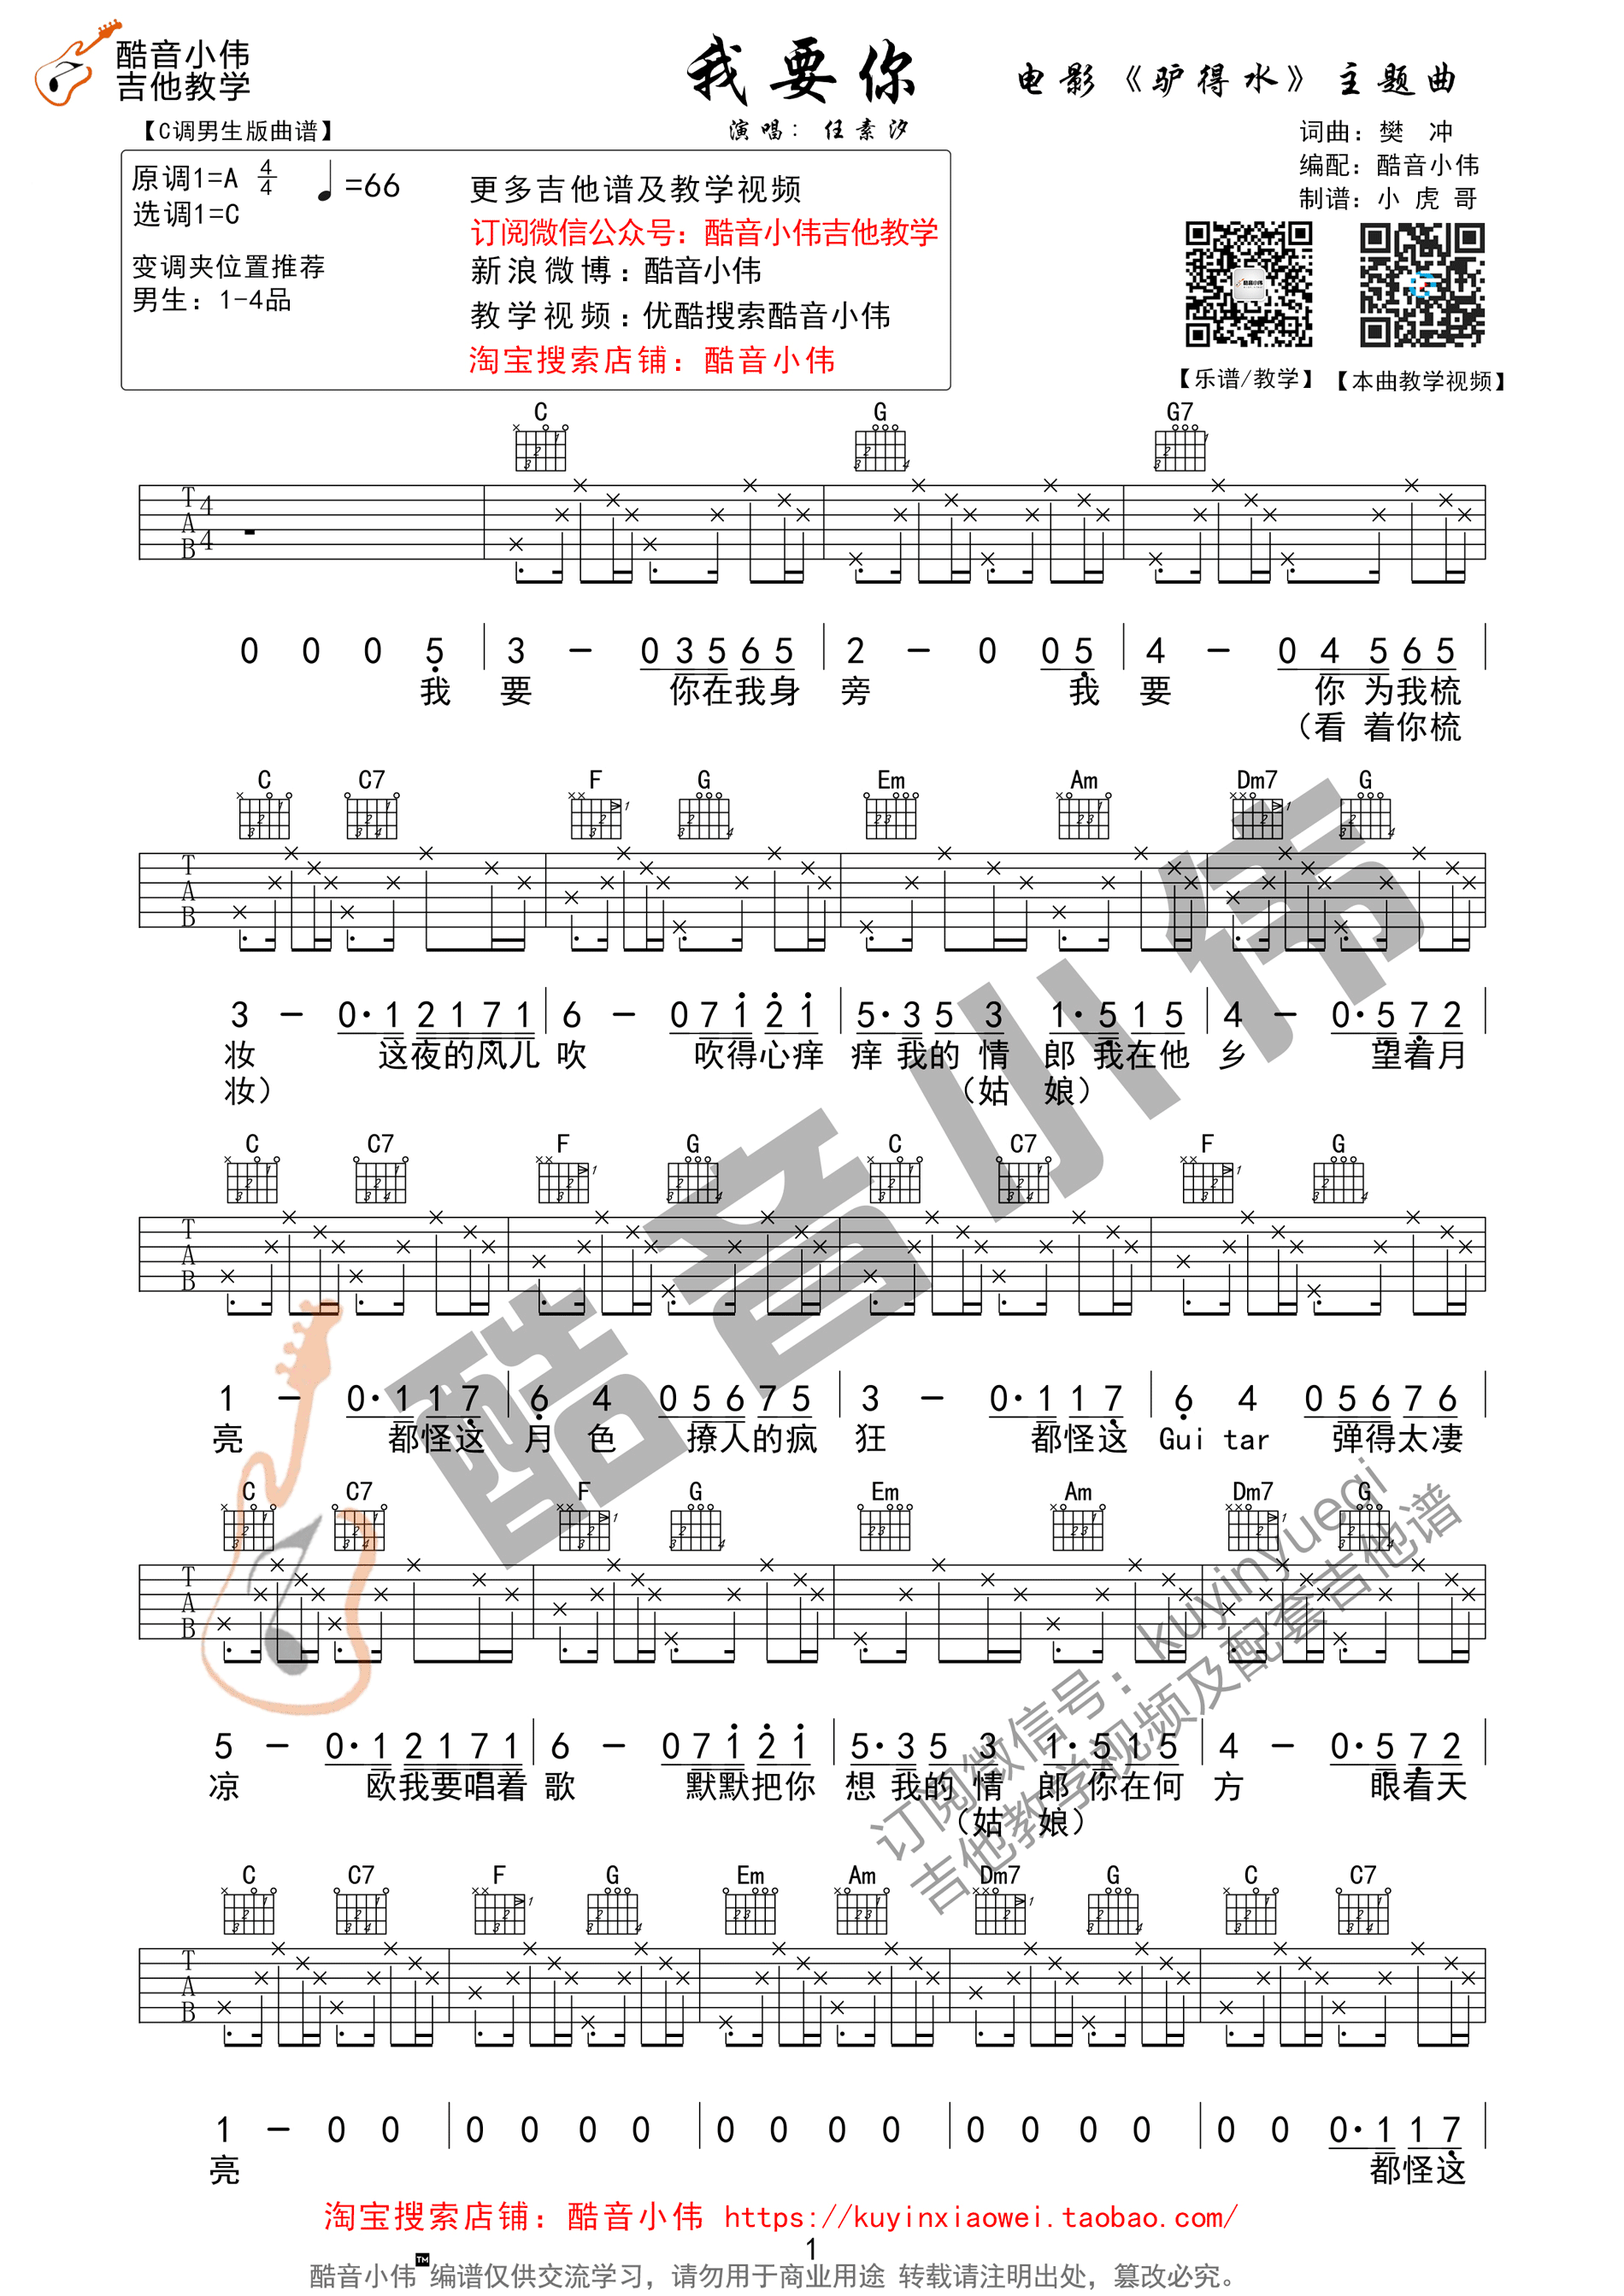 酷音小伟
吉他教学
【C调男生版曲谱】
我要你
电影《驴得水》主题曲
演唱：任素汐
词曲：樊 冲
编配：酷音小伟
制谱：小 虎 哥
原调1=A 4/4 ♩=66
选调1=C
变调夹位置推荐
男生：1-4品
更多吉他谱及教学视频
订阅微信公众号：酷音小伟吉他教学
新浪微博：酷音小伟
教学视频：优酷搜索酷音小伟
淘宝搜索店铺：酷音小伟
【乐谱/教学】【本曲教学视频】
C G G7
T A B 4 4
0 0 0 5 | 3 - 0 3 5 6 5 | 2 - 0 0 5 | 4 - 0 4 5 6 5 |
我 要 你在我身 旁 我 要 你 为我梳
（看 着你梳
C C7 F G Em Am Dm7 G
T A B
3 - 0· 1 2 1 7 1 | 6 - 0 7 1 2 1 | 5· 3 5 3 1· 5 1 5 | 4 - 0· 5 7 2 |
妆 这夜的风儿 吹 吹得心痒 痒 我的 情 郎 我在他 乡 望着月
妆） （姑 娘）
C C7 F G C C7 F G
T A B
1 - 0· 1 1 7 | 6 4 0 5 6 7 5 | 3 - 0· 1 1 7 | 6 4 0 5 6 7 6 |
亮 都怪这 月 色 撩人的疯 狂 都怪这 Gui tar 弹得太凄
C C7 F G Em Am Dm7 G
T A B
5 - 0· 1 2 1 7 1 | 6 - 0 7 1 2 1 | 5· 3 5 3 1· 5 1 5 | 4 - 0· 5 7 2 |
凉 欧我要唱着 歌 默默把你 想 我的 情 郎 你在何 方 眼看天
（姑 娘）
C C7 F G Em Am Dm7 G C C7
T A B
1 - 0 0 | 0 0 0 0 | 0 0 0 0 | 0 0 0 0 | 0 0 0· 1 1 7 |
亮 都怪这
酷音小伟
订阅微信号：kuyinyueqi
吉他教学视频及配套吉他谱
淘宝搜索店铺：酷音小伟 https://kuyinxiaowei.taobao.com/
1
酷音小伟™编谱仅供交流学习，请勿用于商业用途 转载请注明出处，篡改必究。